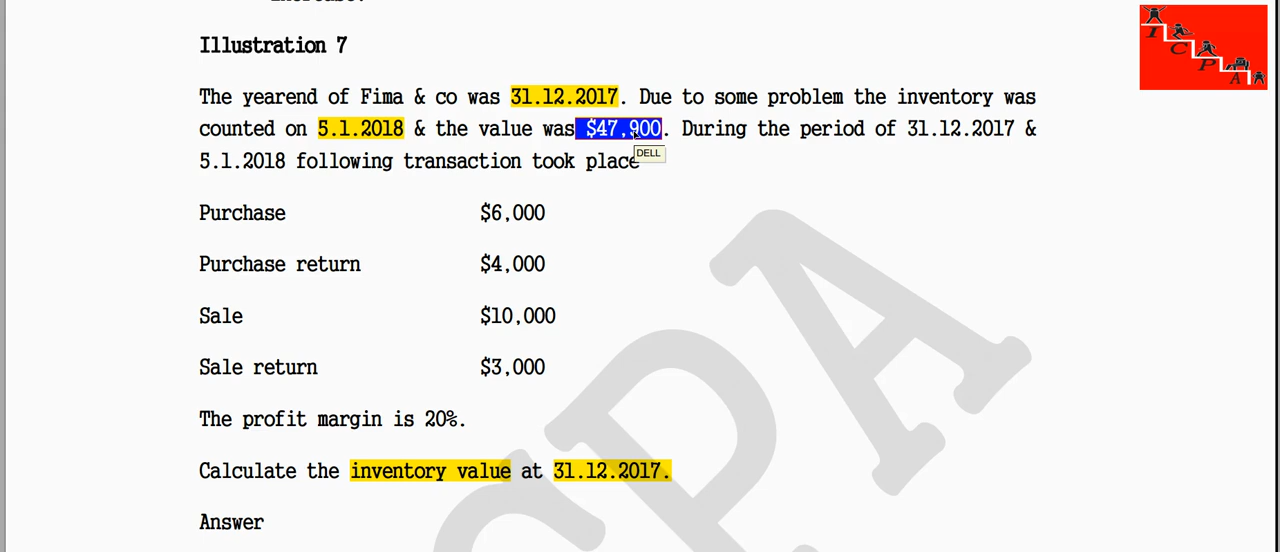 Illustration 7
I
C
P
A
The yearend of Fima & co was 31.12.2017. Due to some problem the inventory was
counted on 5.1.2018 & the value was $47,900. During the period of 31.12.2017 &
5.1.2018 following transaction took place
DELL
Purchase $6,000
Purchase return $4,000
Sale $10,000
Sale return $3,000
The profit margin is 20%.
Calculate the inventory value at 31.12.2017.
Answer
CPA